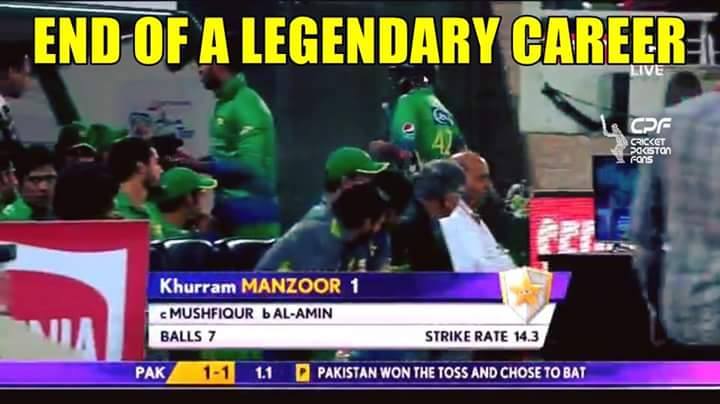 END OF A LEGENDARY CAREER
LIVE
CPF
CRICKET
PAKISTAN
FANS
42
Khurram MANZOOR 1
c MUSHFIQUR b AL-AMIN
BALLS 7 STRIKE RATE 14.3
PAK 1-1 1.1 P PAKISTAN WON THE TOSS AND CHOSE TO BAT